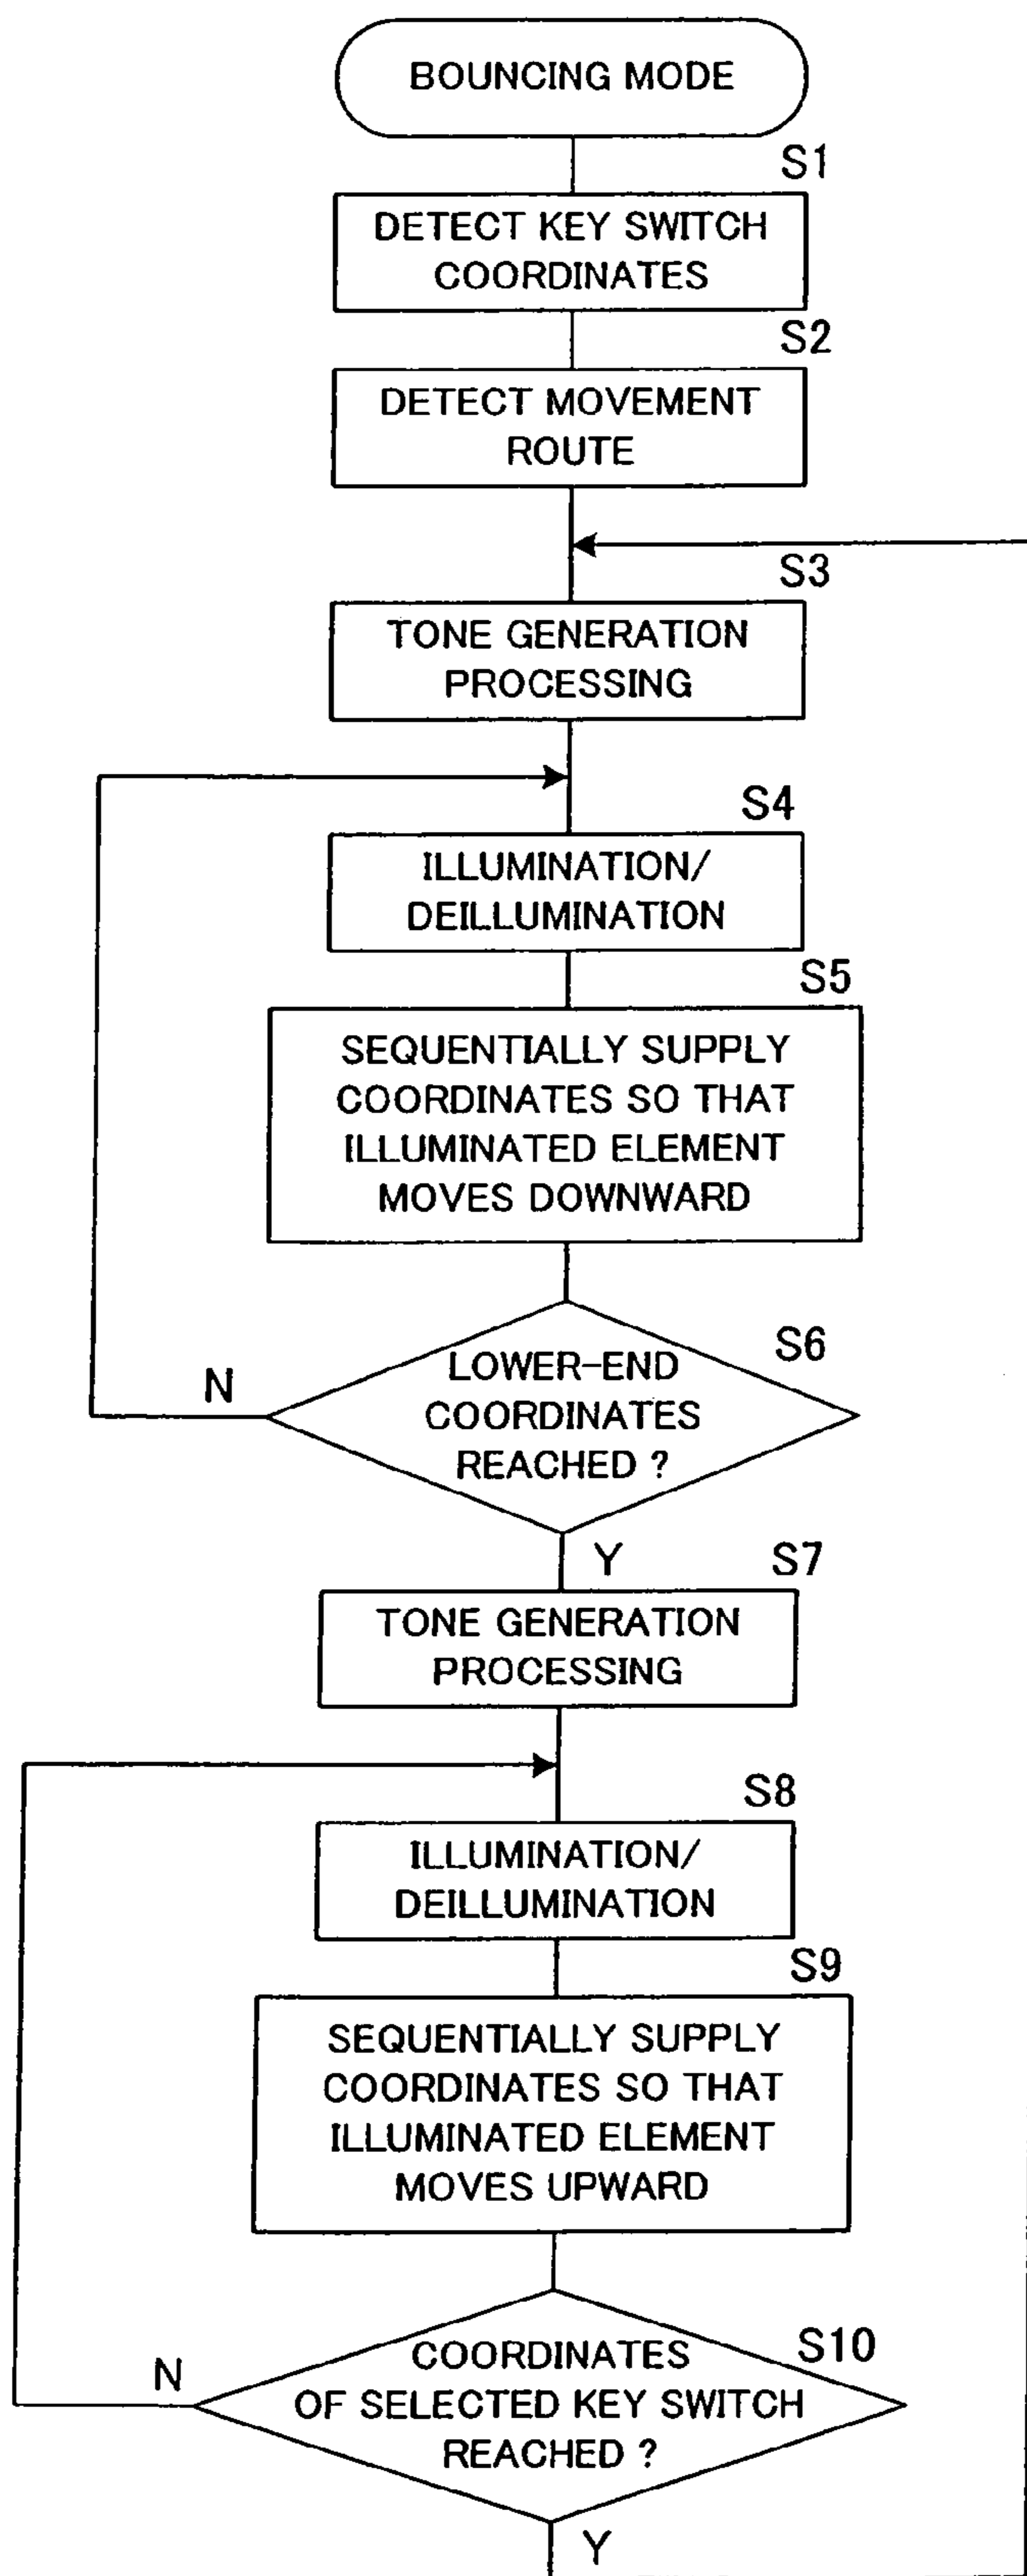 BOUNCING MODE
S1
DETECT KEY SWITCH
COORDINATES
S2
DETECT MOVEMENT
ROUTE
S3
TONE GENERATION
PROCESSING
S4
ILLUMINATION/
DEILLUMINATION
S5
SEQUENTIALLY SUPPLY
COORDINATES SO THAT
ILLUMINATED ELEMENT
MOVES DOWNWARD
S6
LOWER-END
COORDINATES
REACHED ?
N
Y
S7
TONE GENERATION
PROCESSING
S8
ILLUMINATION/
DEILLUMINATION
S9
SEQUENTIALLY SUPPLY
COORDINATES SO THAT
ILLUMINATED ELEMENT
MOVES UPWARD
S10
COORDINATES
OF SELECTED KEY SWITCH
REACHED ?
N
Y